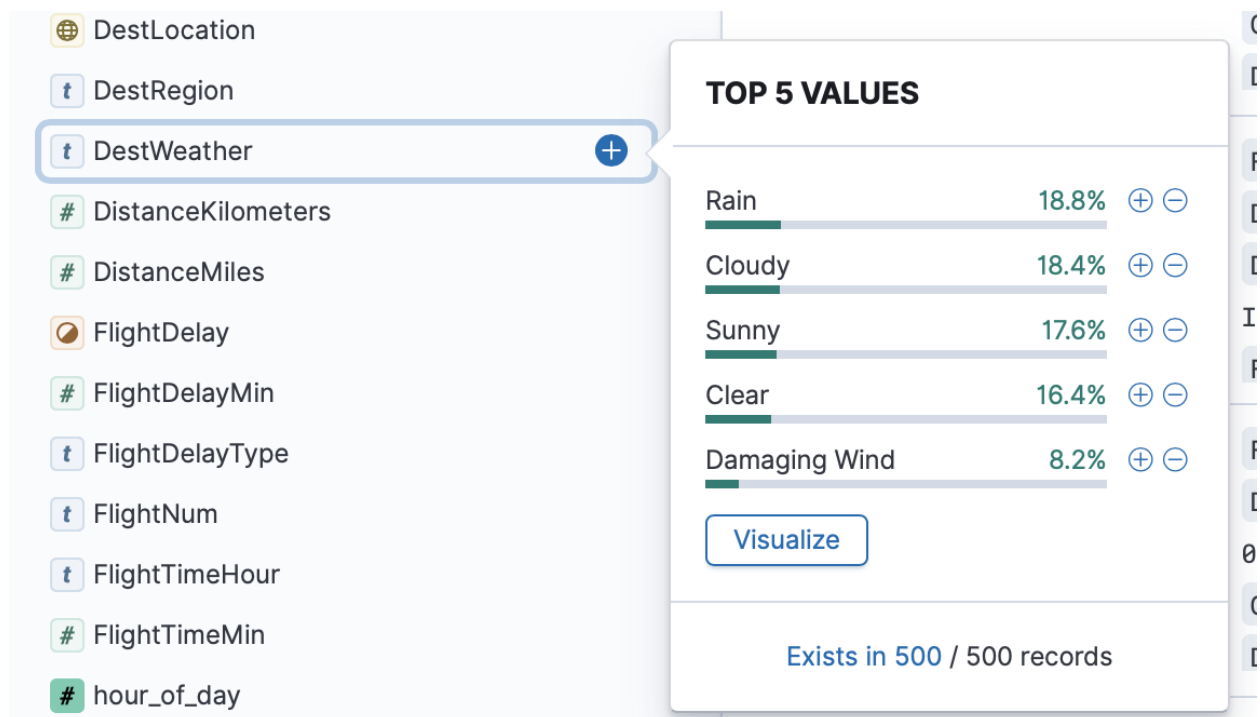 DestLocation
t DestRegion
t DestWeather
# DistanceKilometers
# DistanceMiles
FlightDelay
# FlightDelayMin
t FlightDelayType
t FlightNum
t FlightTimeHour
# FlightTimeMin
# hour_of_day
TOP 5 VALUES
Rain 18.8%
Cloudy 18.4%
Sunny 17.6%
Clear 16.4%
Damaging Wind 8.2%
Visualize
Exists in 500 / 500 records